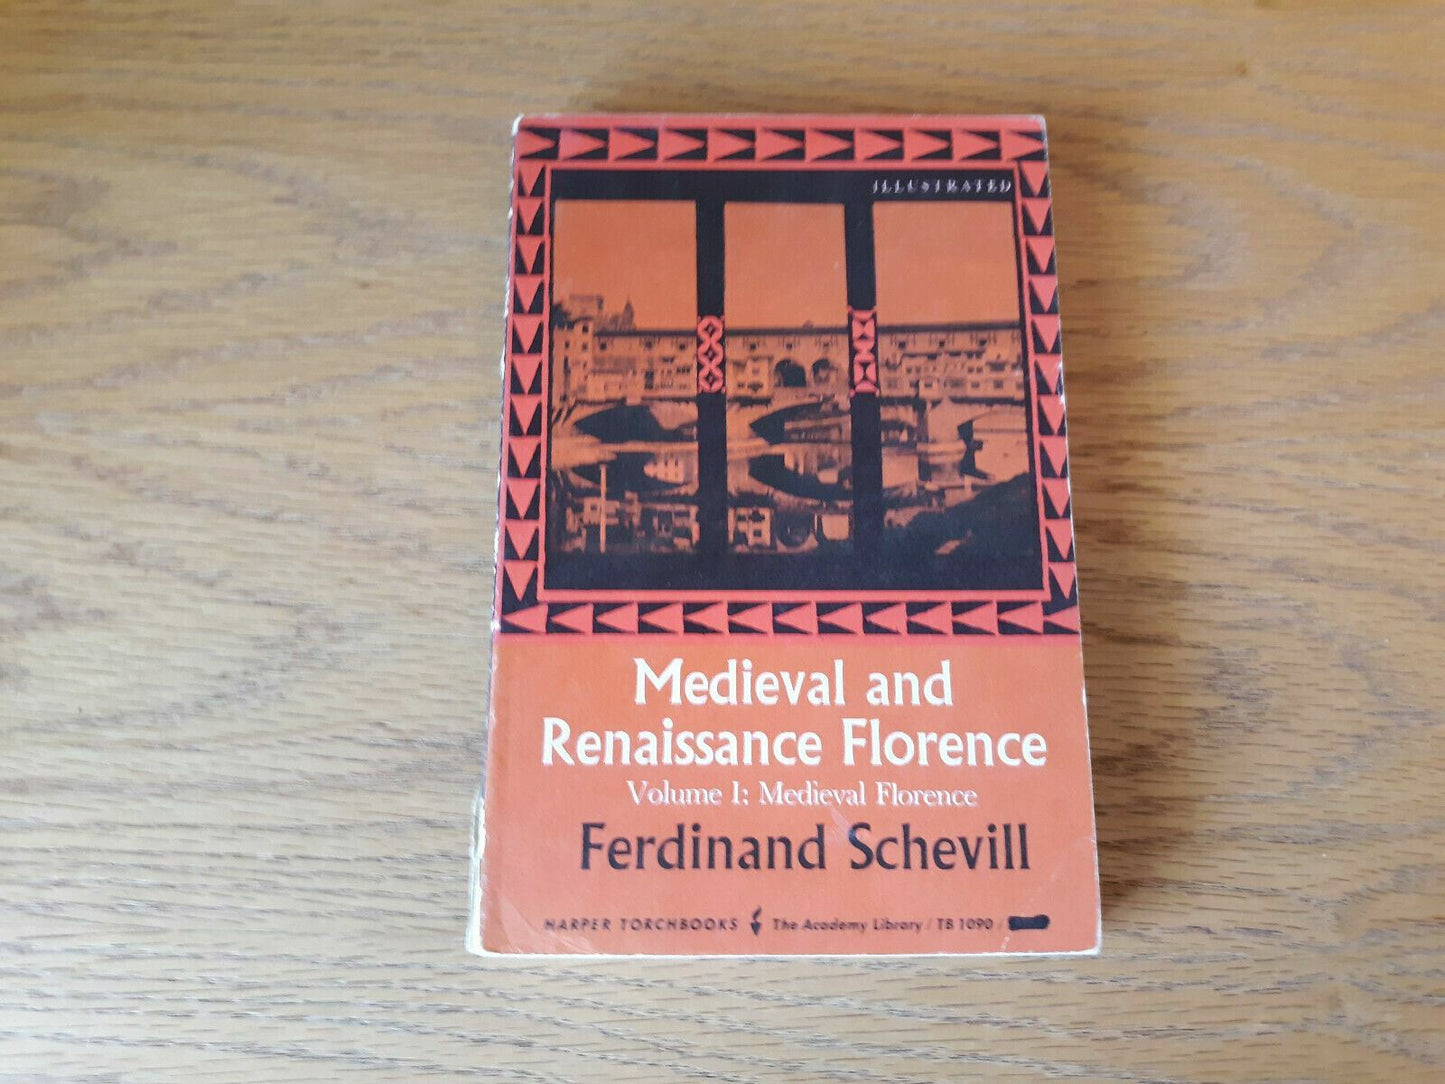 ILLUSTRATED
Medieval and
Renaissance Florence
Volume I: Medieval Florence
Ferdinand Schevill
HARPER TORCHBOOKS The Academy Library / TB 1090 /